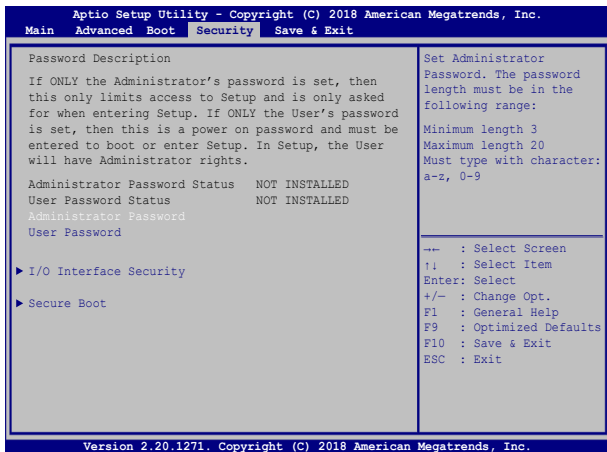 Aptio Setup Utility - Copyright (C) 2018 American Megatrends, Inc.
Main Advanced Boot Security Save & Exit
Password Description
If ONLY the Administrator's password is set, then
this only limits access to Setup and is only asked
for when entering Setup. If ONLY the User's password
is set, then this is a power on password and must be
entered to boot or enter Setup. In Setup, the User
will have Administrator rights.
Administrator Password Status NOT INSTALLED
User Password Status NOT INSTALLED
Administrator Password
User Password
▶ I/O Interface Security
▶ Secure Boot
Set Administrator
Password. The password
length must be in the
following range:
Minimum length 3
Maximum length 20
Must type with character:
a-z, 0-9
→← : Select Screen
↑↓ : Select Item
Enter: Select
+/— : Change Opt.
F1 : General Help
F9 : Optimized Defaults
F10 : Save & Exit
ESC : Exit
Version 2.20.1271. Copyright (C) 2018 American Megatrends, Inc.